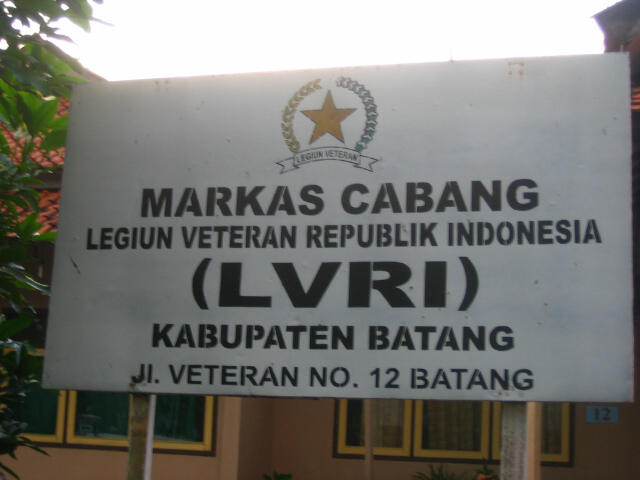 LEGIUN VETERAN
MARKAS CABANG
LEGIUN VETERAN REPUBLIK INDONESIA
(LVRI)
KABUPATEN BATANG
Jl. VETERAN NO. 12 BATANG
12